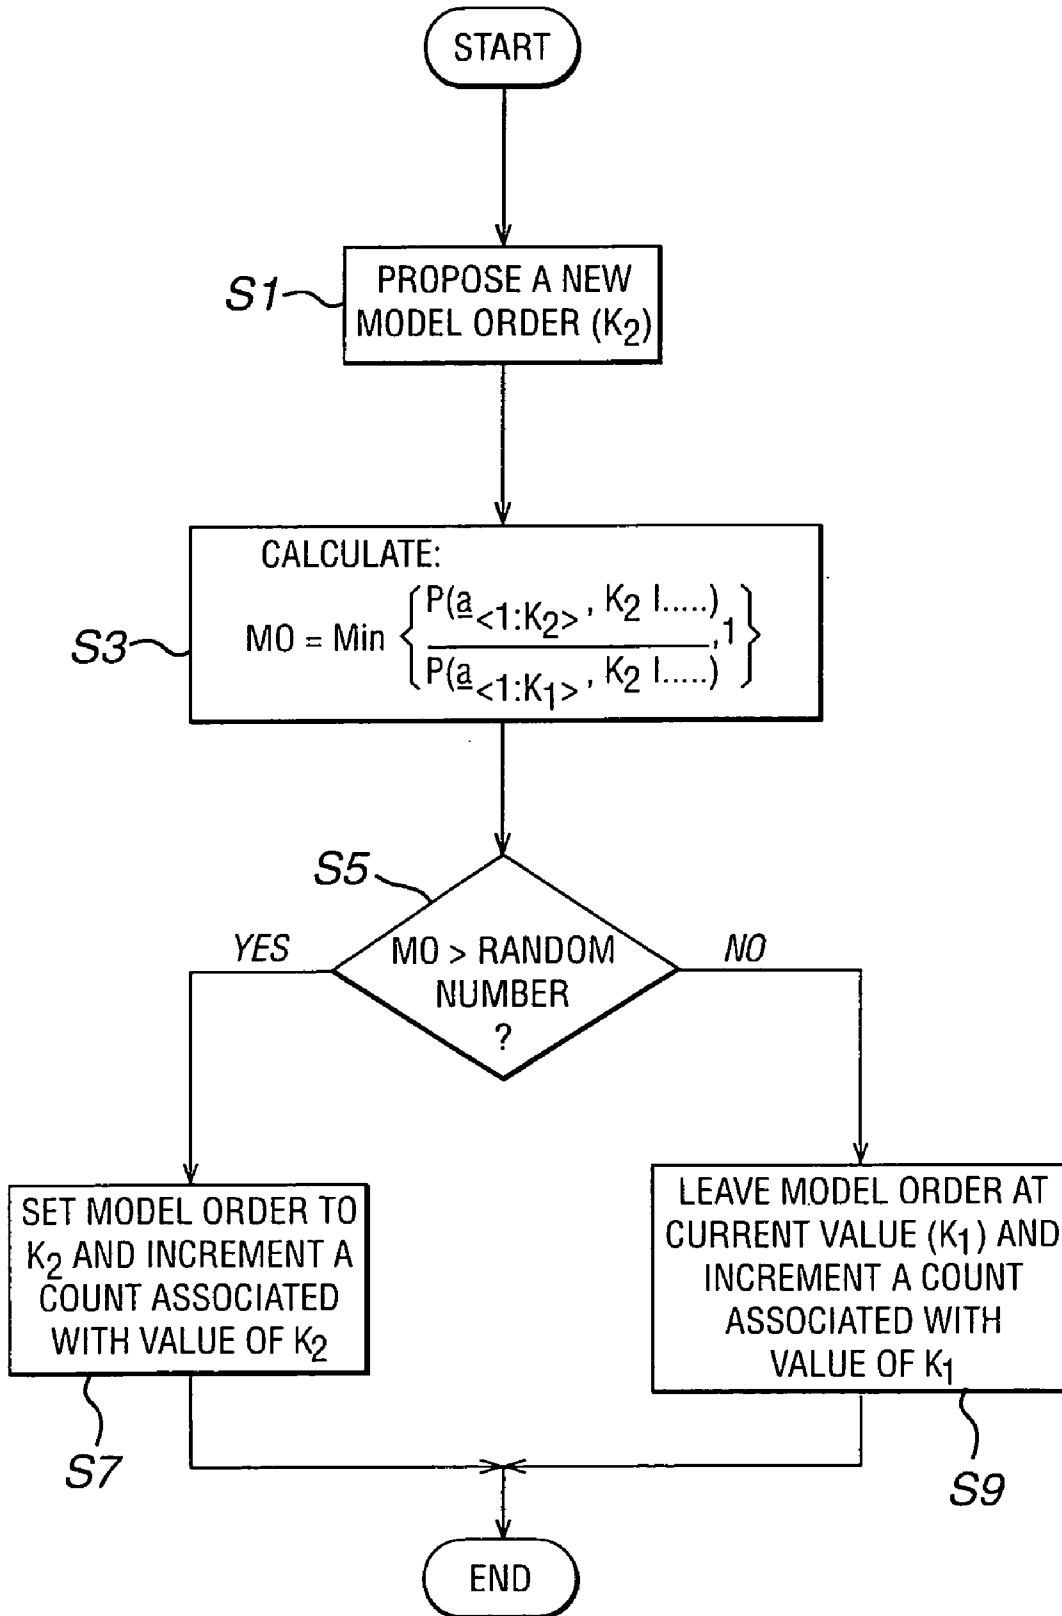 START
S1
PROPOSE A NEW
MODEL ORDER (K2)
S3
CALCULATE:
MO = Min { P(a<1:K2> , K2 I.....) / P(a<1:K1> , K2 I.....) , 1 }
S5
YES
MO > RANDOM
NUMBER
?
NO
SET MODEL ORDER TO
K2 AND INCREMENT A
COUNT ASSOCIATED
WITH VALUE OF K2
LEAVE MODEL ORDER AT
CURRENT VALUE (K1) AND
INCREMENT A COUNT
ASSOCIATED WITH
VALUE OF K1
S7
S9
END